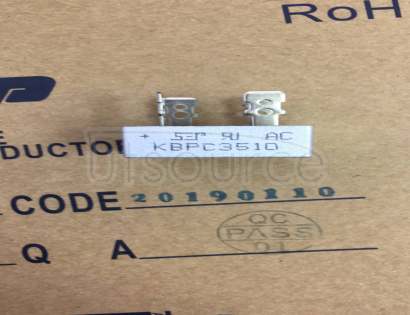 RoH
+ SEP AC
KBPC3510
DUCTOR
UTsource
CODE 20190110
QC
PASS
01
Q A